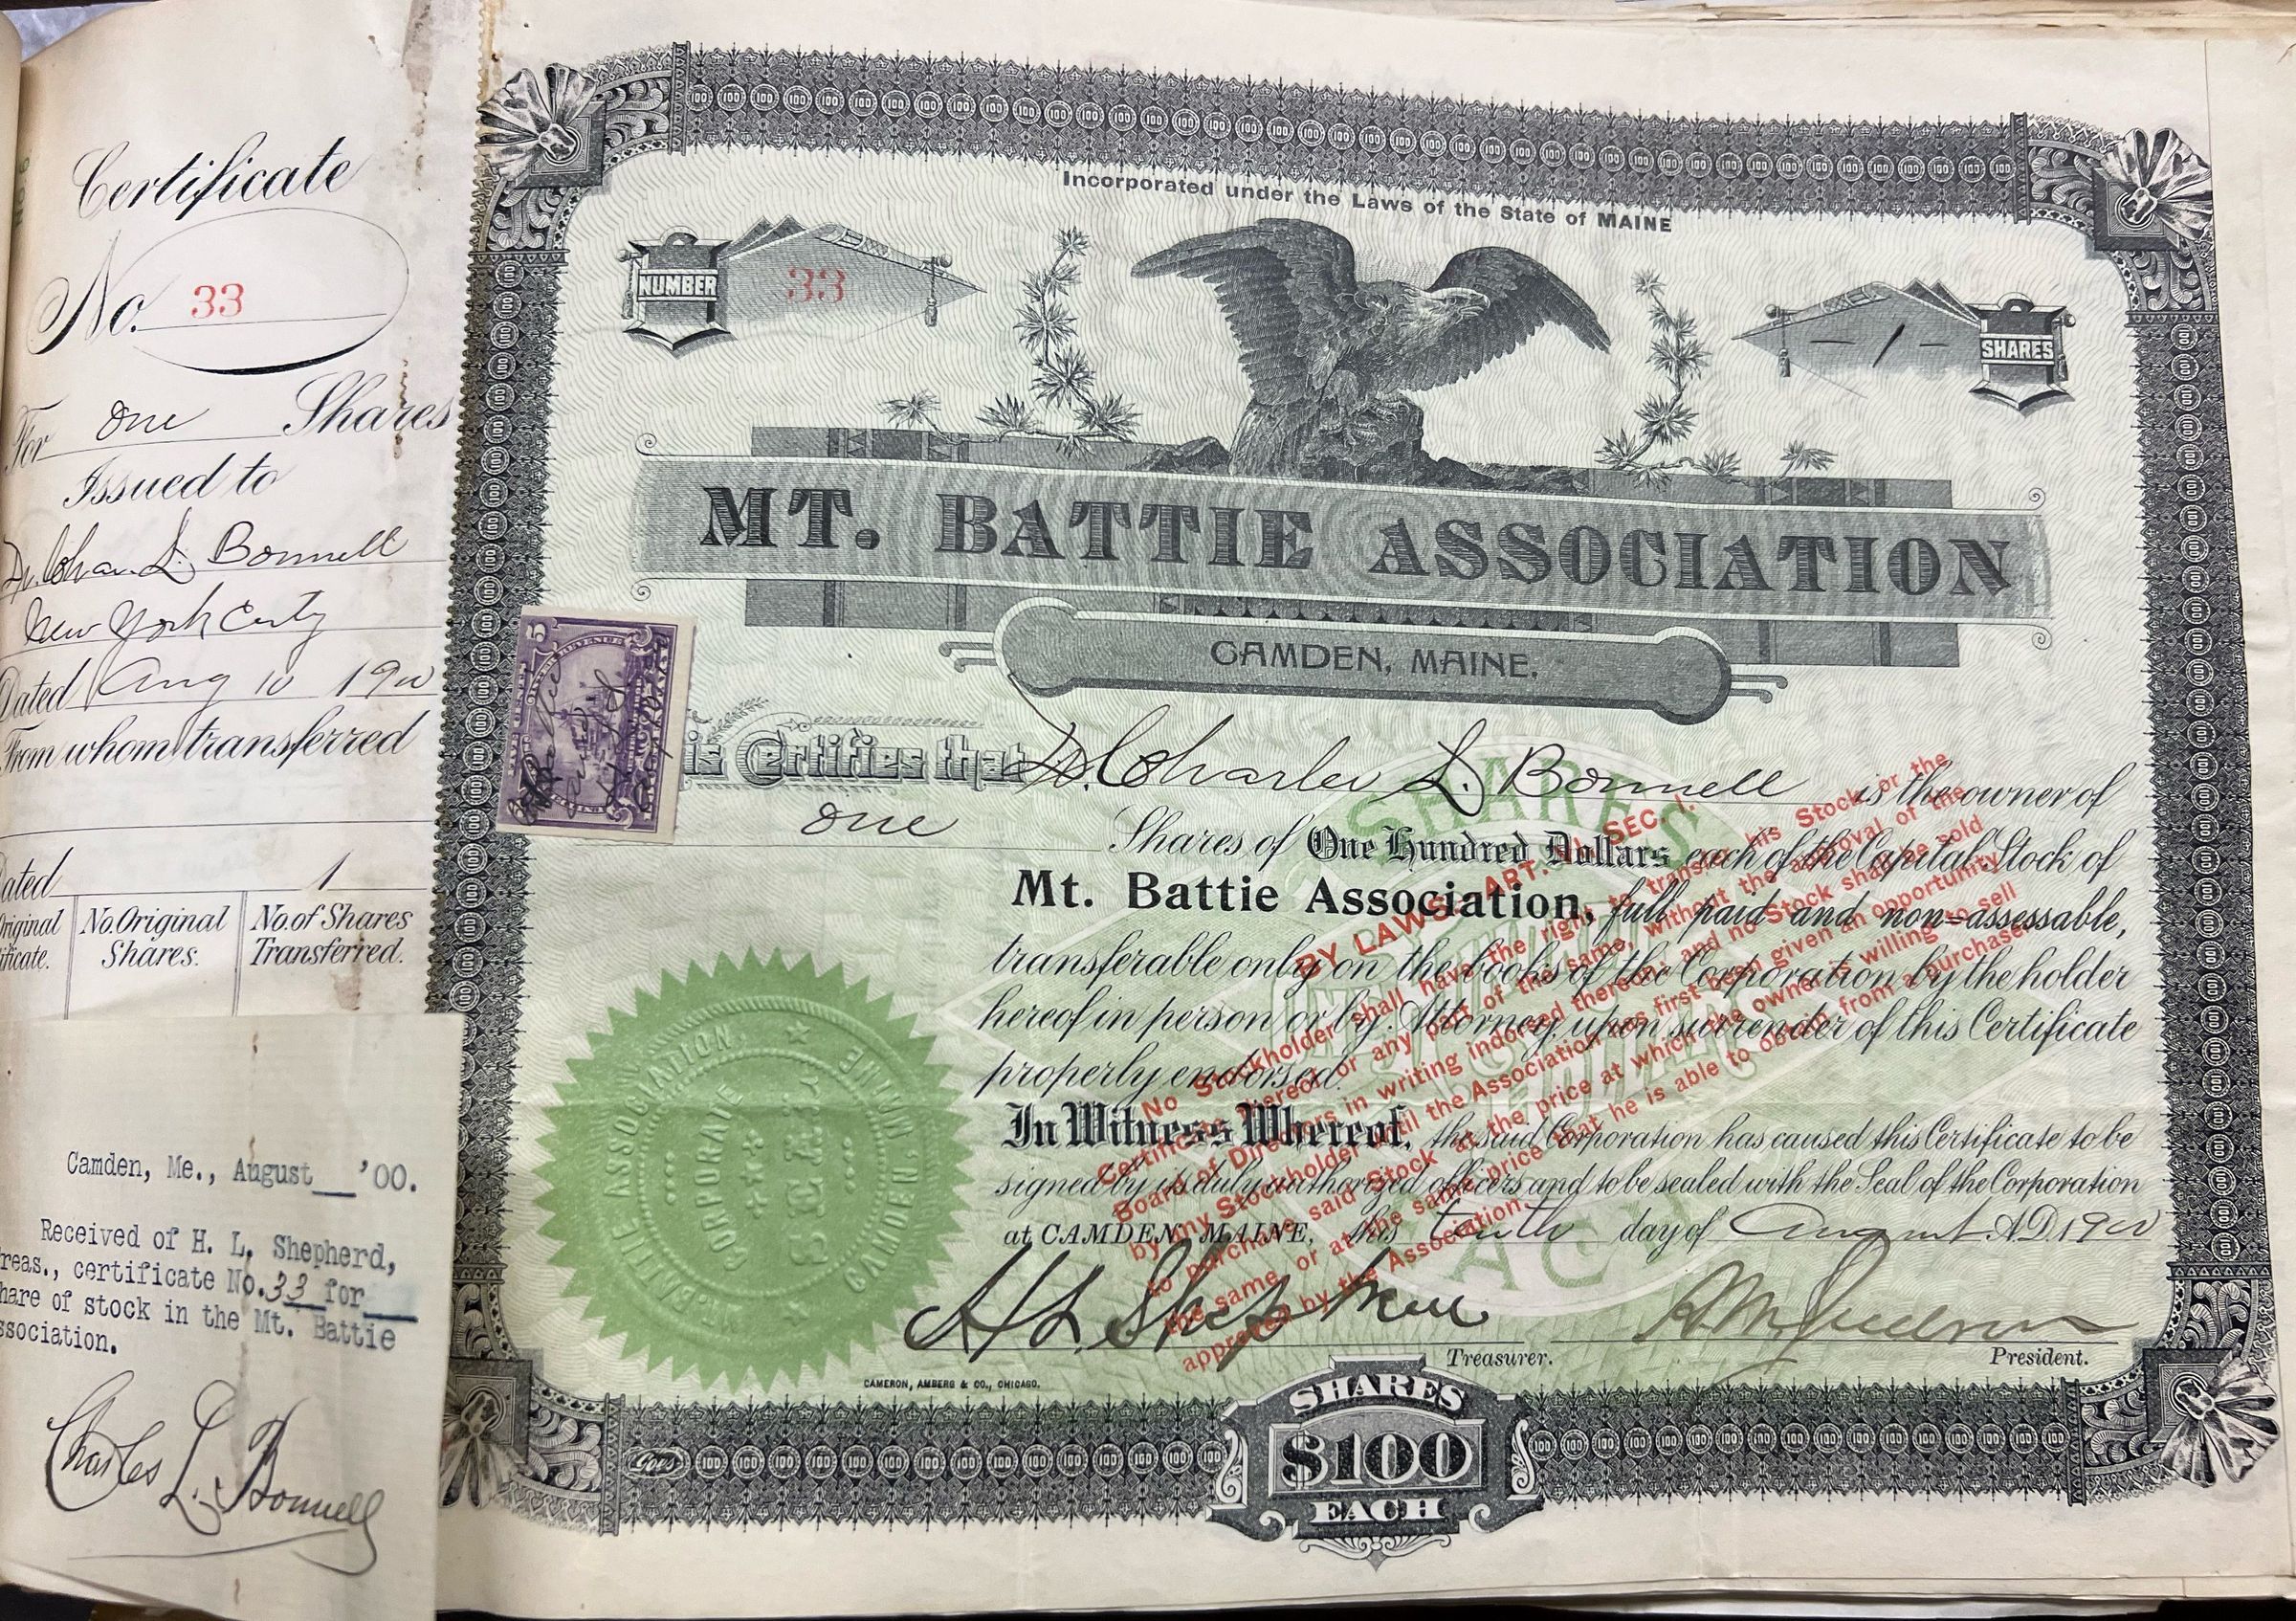 Certificate
No. 33
For one Shares
Issued to
Dr. Chas. L. Bonnell
New York City
Dated Aug 10 1900
From whom transferred
ated 1
riginal
tificate.
No. Original
Shares.
No. of Shares
Transferred.
Camden, Me., August__'00.
Received of H. L. Shepherd,
reas., certificate No.33 for____
hare of stock in the Mt. Battie
ssociation.
Charles L. Bonnell
Incorporated under the Laws of the State of MAINE
NUMBER
33
- 1 -
SHARES
MT. BATTIE ASSOCIATION
CAMDEN, MAINE.
is Certifies that Dr. Charles L. Bonnell is the owner of
one Shares of One Hundred Dollars each of the Capital Stock of
Mt. Battie Association, full paid and non-assessable,
transferable only on the books of the Corporation by the holder
hereof in person or by Attorney, upon surrender of this Certificate
properly endorsed.
In Witness Whereof, the said Corporation has caused this Certificate to be
signed by its duly authorized officers and to be sealed with the Seal of the Corporation
at CAMDEN, MAINE, this tenth day of August A.D. 1900
H L Shepherd
Treasurer.
President.
BY LAWS: ART. SEC. 1.
No Stockholder shall have the right to transfer his Stock or the
Certificate thereof or any part of the same, without the approval of the
Board of Directors in writing indorsed thereon; and no Stock shall be sold
by any Stockholder until the Association has first been given an opportunity
to purchase said Stock at the price at which the owner is willing to sell
the same, or at the same price that he is able to obtain from a purchaser
approved by the Association.
MT. BATTIE ASSOCIATION
CAMDEN, MAINE
CORPORATE
SEAL
CAMERON, AMBERG & CO., CHICAGO.
SHARES
$100
EACH